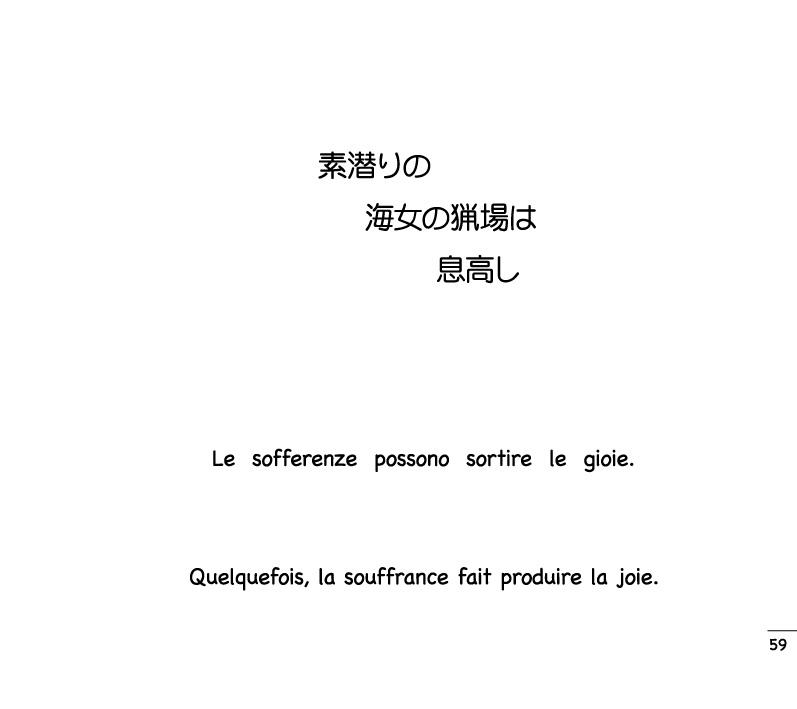 素潜りの
海女の猟場は
息高し
Le sofferenze possono sortire le gioie.
Quelquefois, la souffrance fait produire la joie.
59